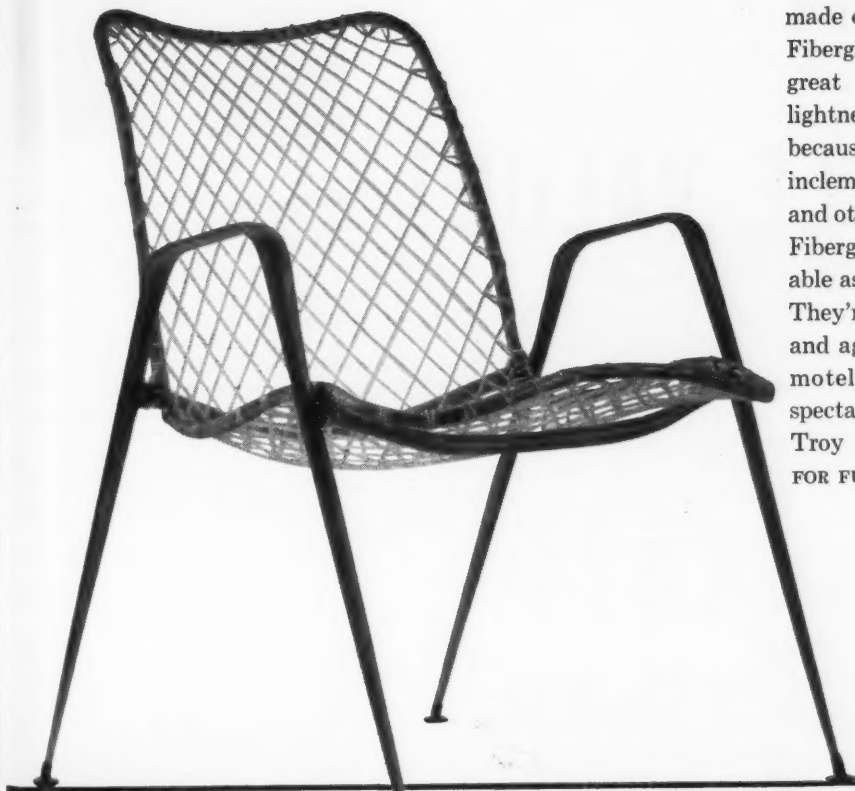 made
Fiberg
great
lightne
becaus
inclem
and ot
Fiberg
able as
They're
and ag
motel
specta
Troy
FOR FU